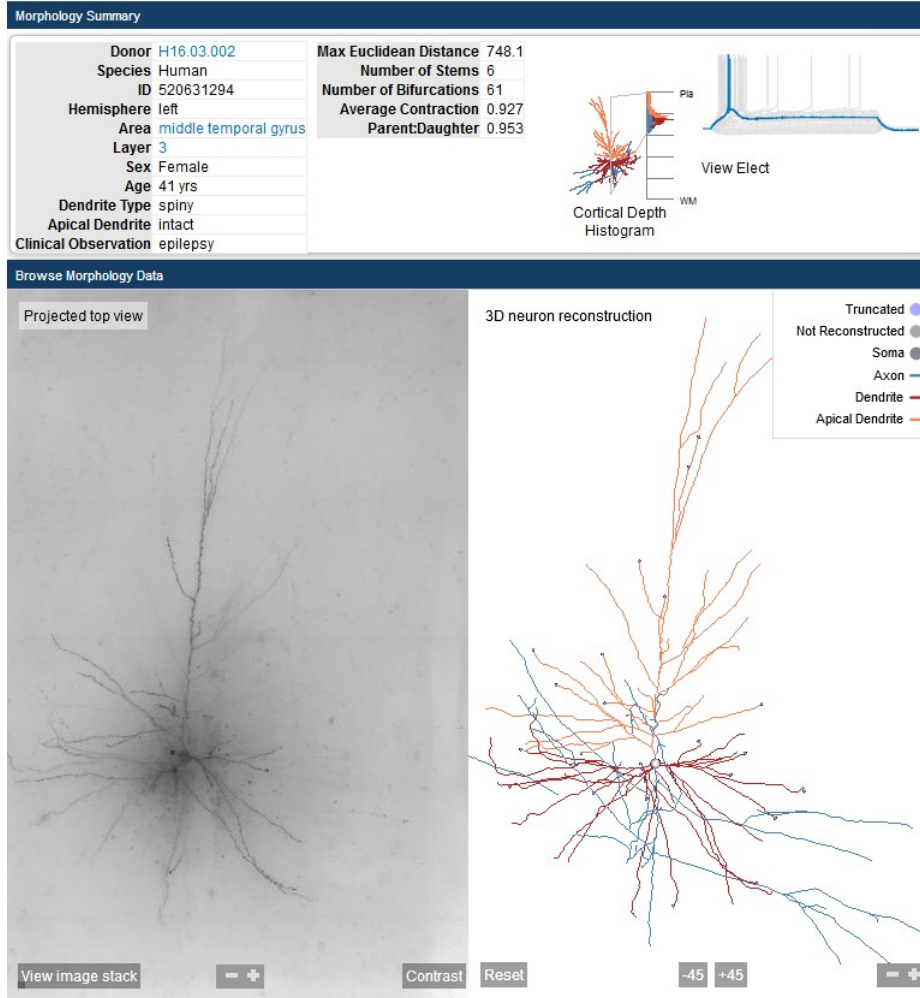 Morphology Summary
Donor H16.03.002
Species Human
ID 520631294
Hemisphere left
Area middle temporal gyrus
Layer 3
Sex Female
Age 41 yrs
Dendrite Type spiny
Apical Dendrite intact
Clinical Observation epilepsy
Max Euclidean Distance 748.1
Number of Stems 6
Number of Bifurcations 61
Average Contraction 0.927
Parent:Daughter 0.953
Pia
WM
Cortical Depth
Histogram
View Elect
Browse Morphology Data
Projected top view
View image stack
Contrast
3D neuron reconstruction
Truncated
Not Reconstructed
Soma
Axon
Dendrite
Apical Dendrite
Reset
-45
+45